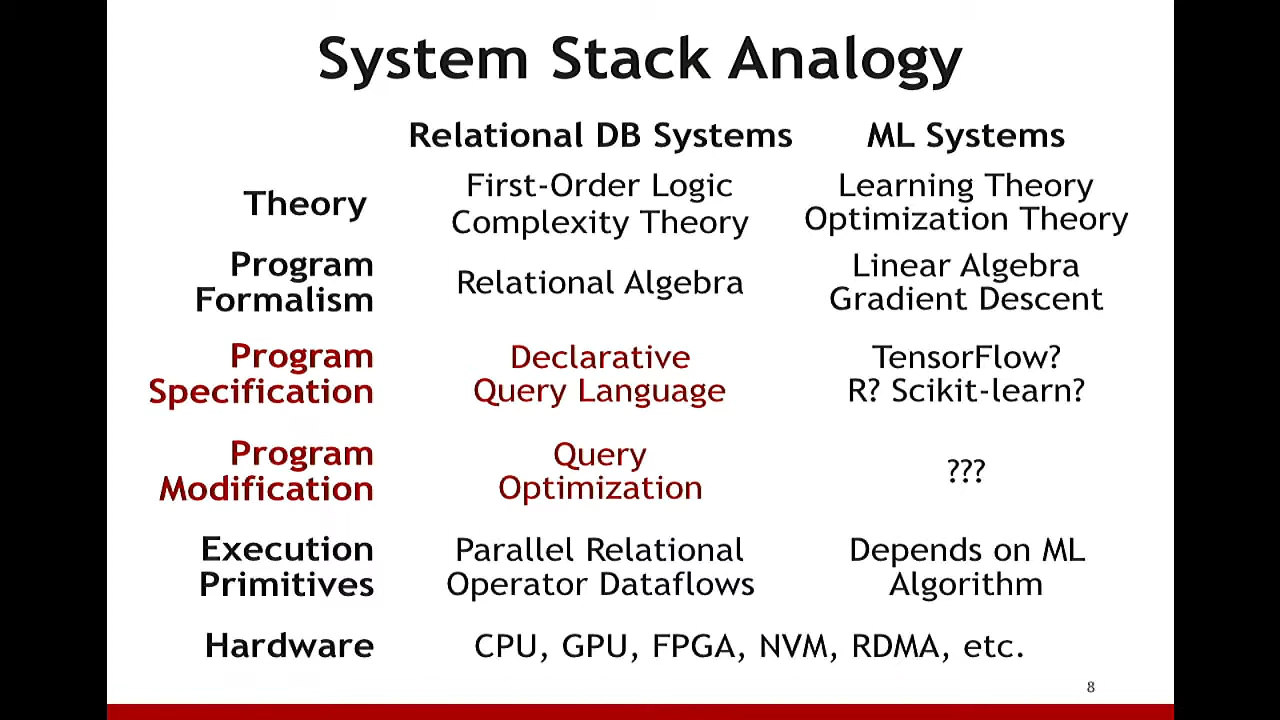 System Stack Analogy
Relational DB Systems
ML Systems
Theory
First-Order Logic
Complexity Theory
Learning Theory
Optimization Theory
Program
Formalism
Relational Algebra
Linear Algebra
Gradient Descent
Program
Specification
Declarative
Query Language
TensorFlow?
R? Scikit-learn?
Program
Modification
Query
Optimization
???
Execution
Primitives
Parallel Relational
Operator Dataflows
Depends on ML
Algorithm
Hardware
CPU, GPU, FPGA, NVM, RDMA, etc.
8